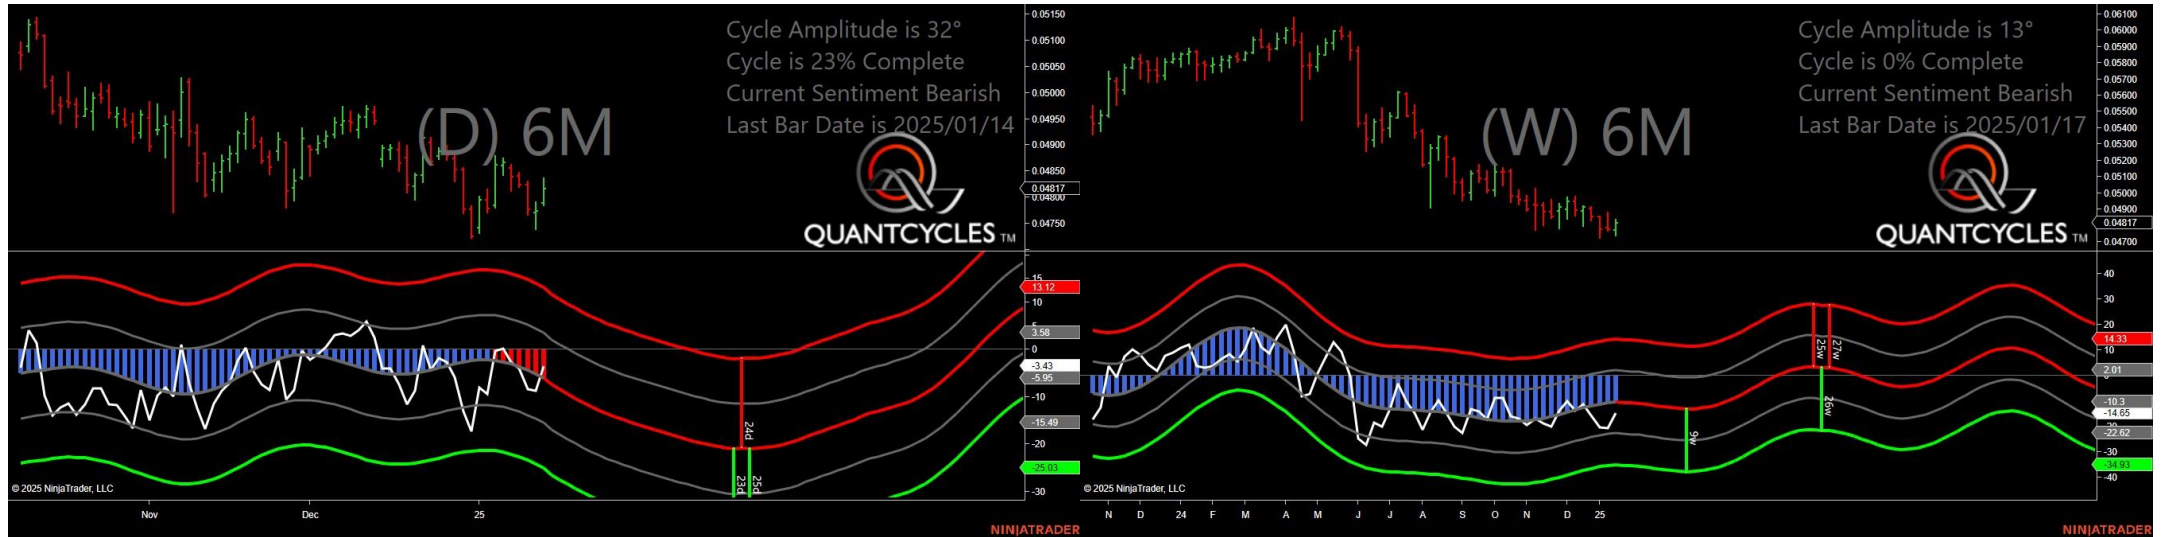 Cycle Amplitude is 32°
Cycle is 23% Complete
Current Sentiment Bearish
Last Bar Date is 2025/01/14
(D) 6M
QUANTCYCLES TM
0.05150
0.05100
0.05050
0.05000
0.04950
0.04900
0.04850
0.04817
0.04800
0.04750
15
13.12
10
5
3.58
0
-3.43
-5.95
-10
-15.49
-20
-25.03
-30
24d
23d
25d
© 2025 NinjaTrader, LLC
Nov
Dec
25
NINJATRADER
Cycle Amplitude is 13°
Cycle is 0% Complete
Current Sentiment Bearish
Last Bar Date is 2025/01/17
(W) 6M
QUANTCYCLES TM
0.06100
0.06000
0.05900
0.05800
0.05700
0.05600
0.05500
0.05400
0.05300
0.05200
0.05100
0.05000
0.04900
0.04817
0.04700
40
30
20
14.33
10
2.01
-10.3
-14.65
-22.62
-30
-34.93
-40
9w
25w
27w
26w
© 2025 NinjaTrader, LLC
N
D
24
F
M
A
M
J
J
A
S
O
N
D
25
NINJATRADER